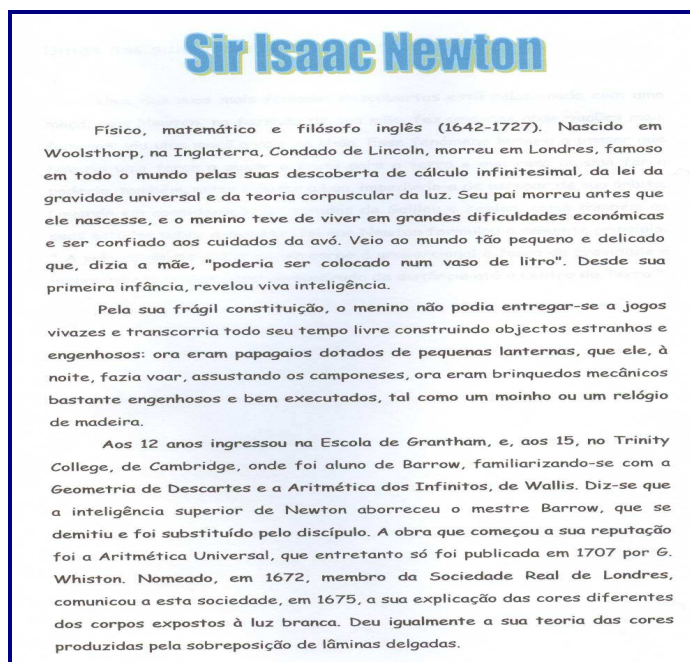 Sir Isaac Newton
Físico, matemático e filósofo inglês (1642-1727). Nascido em
Woolsthorp, na Inglaterra, Condado de Lincoln, morreu em Londres, famoso
em todo o mundo pelas suas descoberta de cálculo infinitesimal, da lei da
gravidade universal e da teoria corpuscular da luz. Seu pai morreu antes que
ele nascesse, e o menino teve de viver em grandes dificuldades económicas
e ser confiado aos cuidados da avó. Veio ao mundo tão pequeno e delicado
que, dizia a mãe, "poderia ser colocado num vaso de litro". Desde sua
primeira infância, revelou viva inteligência.
Pela sua frágil constituição, o menino não podia entregar-se a jogos
vivazes e transcorria todo seu tempo livre construindo objectos estranhos e
engenhosos: ora eram papagaios dotados de pequenas lanternas, que ele, à
noite, fazia voar, assustando os camponeses, ora eram brinquedos mecânicos
bastante engenhosos e bem executados, tal como um moinho ou um relógio
de madeira.
Aos 12 anos ingressou na Escola de Grantham, e, aos 15, no Trinity
College, de Cambridge, onde foi aluno de Barrow, familiarizando-se com a
Geometria de Descartes e a Aritmética dos Infinitos, de Wallis. Diz-se que
a inteligência superior de Newton aborreceu o mestre Barrow, que se
demitiu e foi substituído pelo discípulo. A obra que começou a sua reputação
foi a Aritmética Universal, que entretanto só foi publicada em 1707 por G.
Whiston. Nomeado, em 1672, membro da Sociedade Real de Londres,
comunicou a esta sociedade, em 1675, a sua explicação das cores diferentes
dos corpos expostos à luz branca. Deu igualmente a sua teoria das cores
produzidas pela sobreposição de lâminas delgadas.